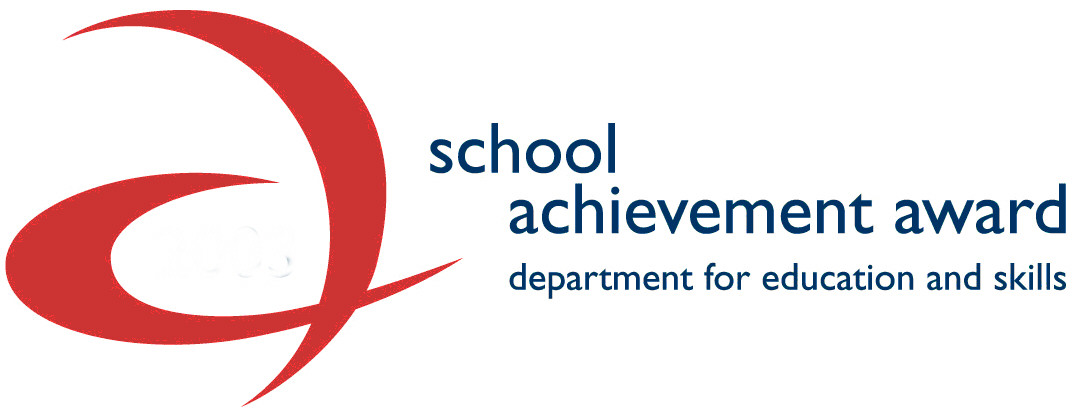 school
achievement award
department for education and skills